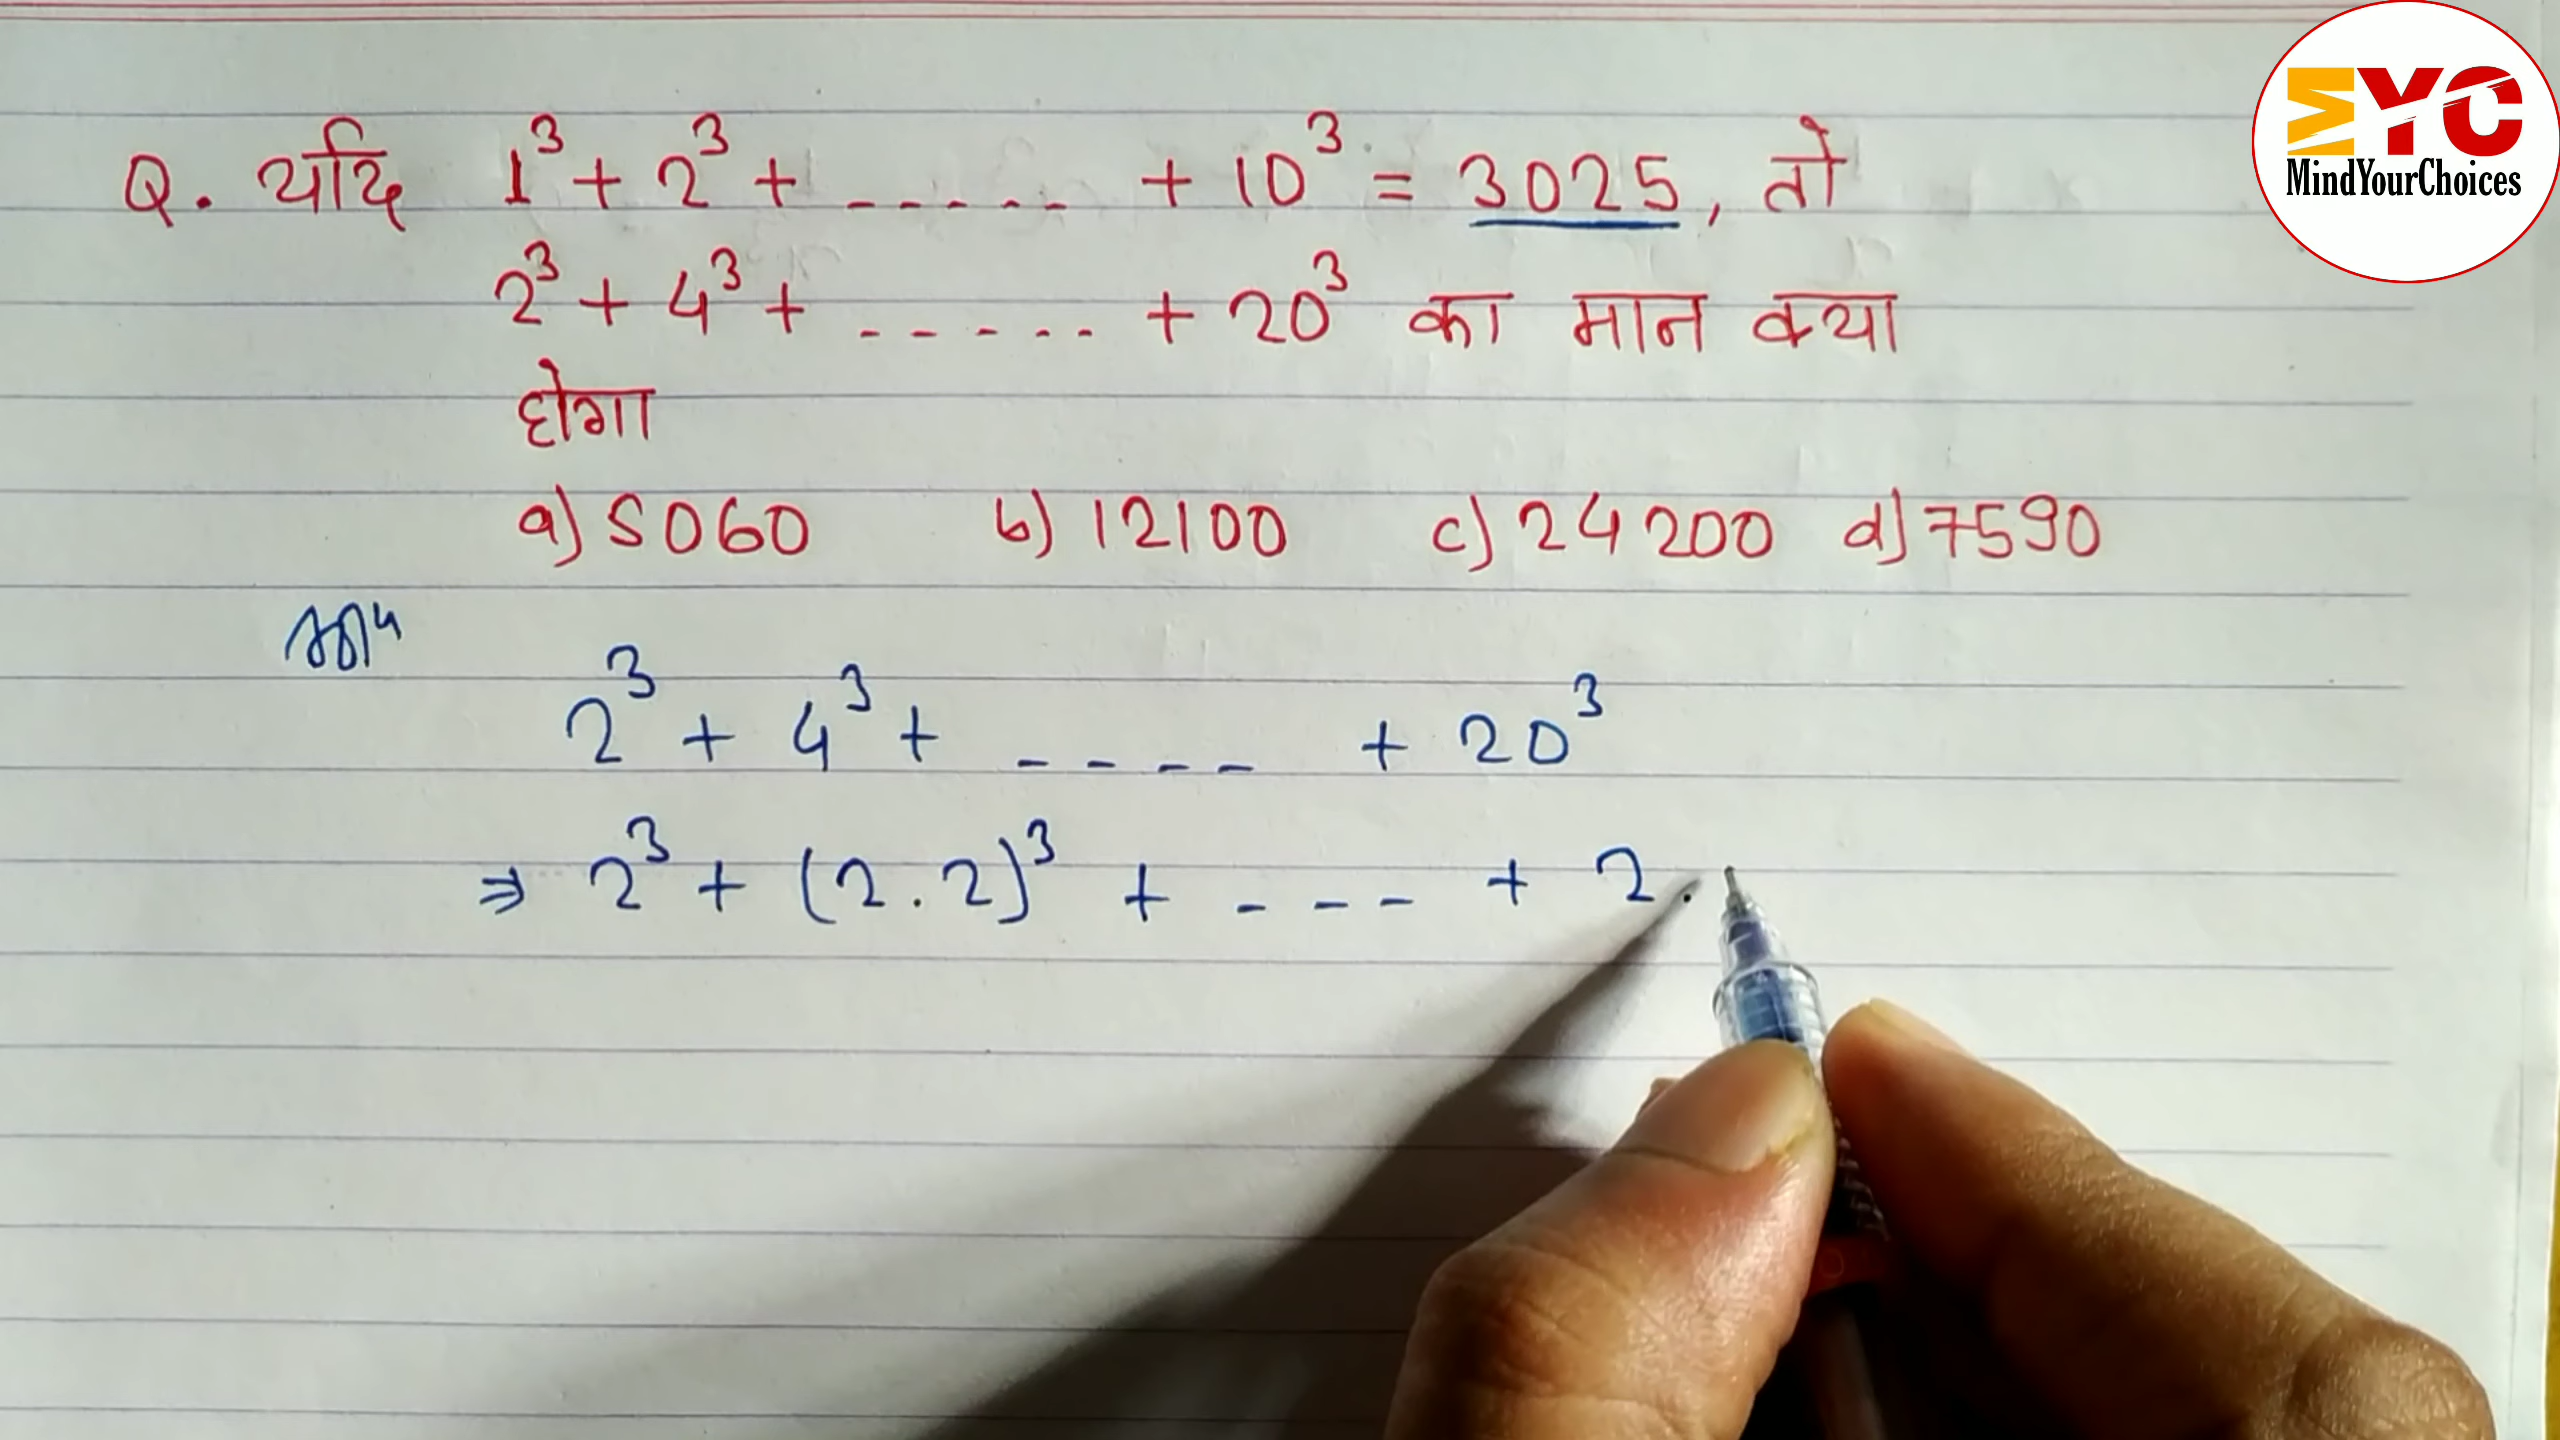 MYC
MindYourChoices
Q. यदि 1³ + 2³ + ----- + 10³ = 3025, तो
2³ + 4³ + ----- + 20³ का मान क्या
होगा
a) 5060 b) 12100 c) 24200 d) 7590
2³ + 4³ + ---- + 20³
⇒ 2³ + (2.2)³ + --- + 2.